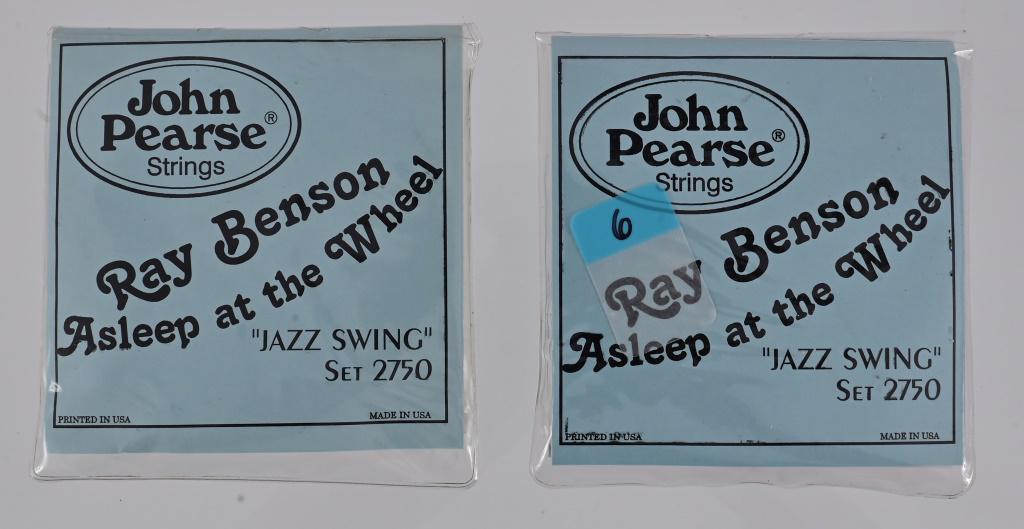 John
Pearse®
Strings
Ray Benson
Asleep at the Wheel
"JAZZ SWING"
SET 2750
PRINTED IN USA
MADE IN USA
John
Pearse®
Strings
6
Ray Benson
Asleep at the Wheel
"JAZZ SWING"
SET 2750
PRINTED IN USA
MADE IN USA